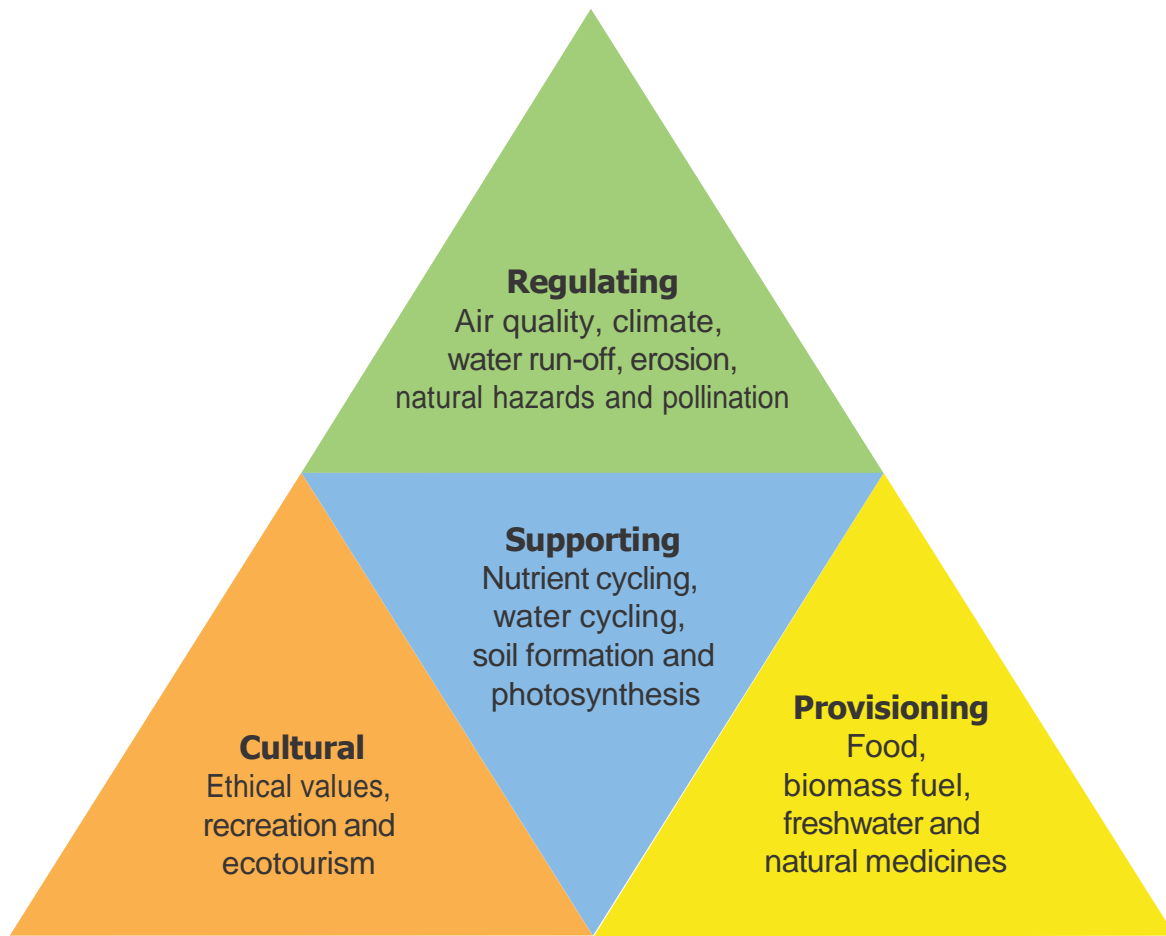 Regulating
Air quality, climate,
water run-off, erosion,
natural hazards and pollination
Supporting
Nutrient cycling,
water cycling,
soil formation and
photosynthesis
Cultural
Ethical values,
recreation and
ecotourism
Provisioning
Food,
biomass fuel,
freshwater and
natural medicines